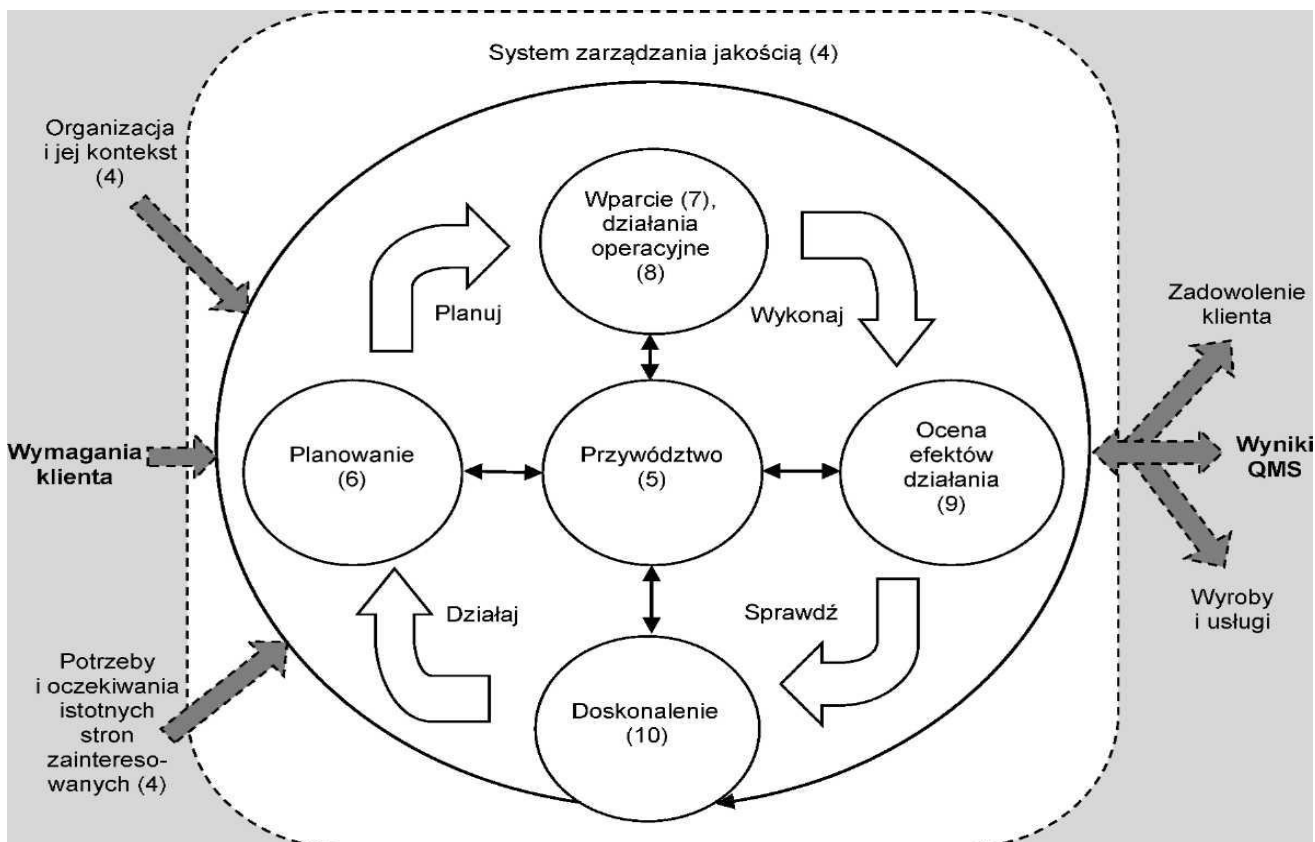 System zarządzania jakością (4)
Organizacja
i jej kontekst
(4)
Wparcie (7),
działania
operacyjne
(8)
Planuj
Wykonaj
Zadowolenie
klienta
Wymagania
klienta
Planowanie
(6)
Przywództwo
(5)
Ocena
efektów
działania
(9)
Wyniki
QMS
Działaj
Sprawdź
Wyroby
i usługi
Potrzeby
i oczekiwania
istotnych
stron
zaintereso-
wanych (4)
Doskonalenie
(10)